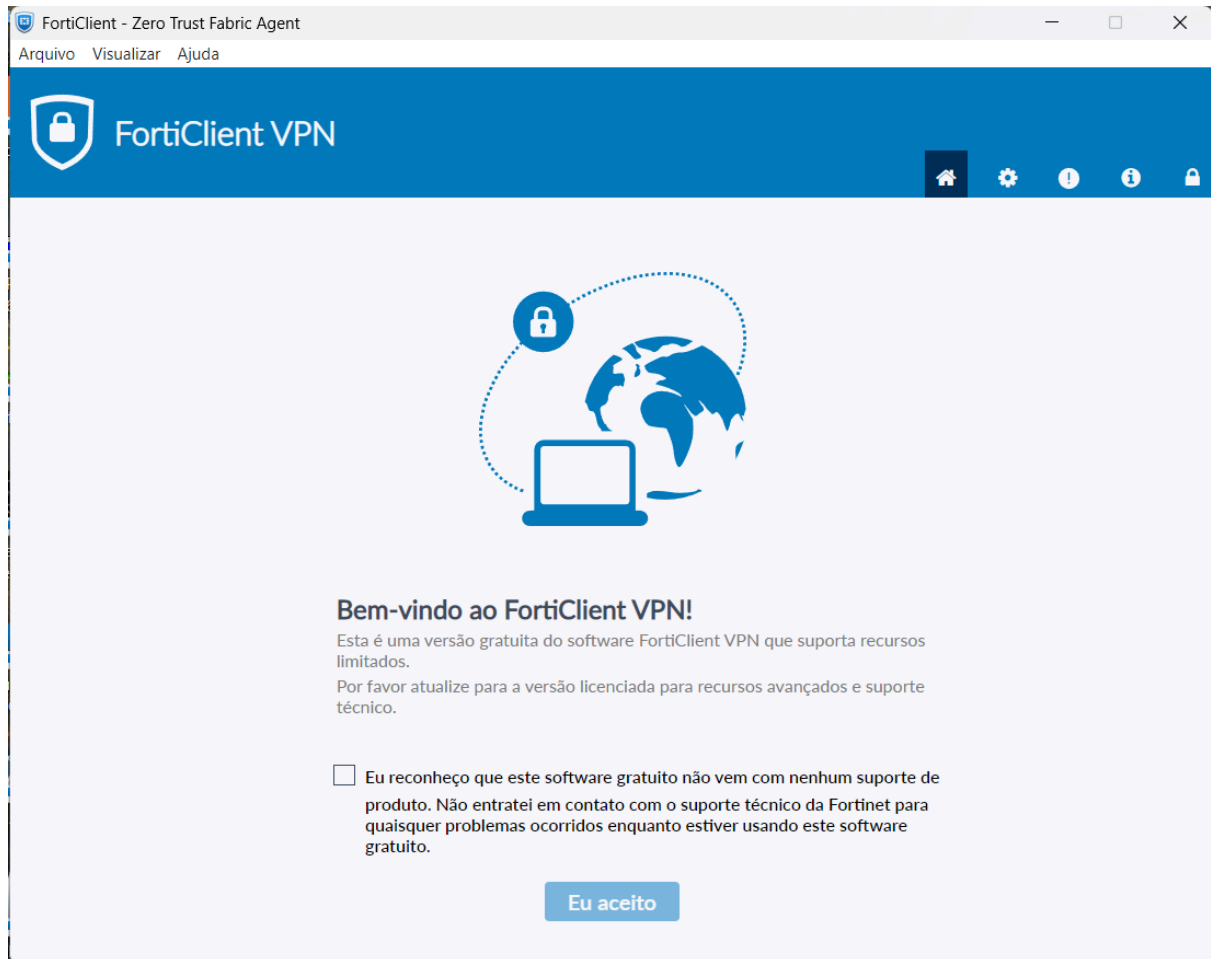 FortiClient - Zero Trust Fabric Agent
Arquivo Visualizar Ajuda
FortiClient VPN
Bem-vindo ao FortiClient VPN!
Esta é uma versão gratuita do software FortiClient VPN que suporta recursos
limitados.
Por favor atualize para a versão licenciada para recursos avançados e suporte
técnico.
Eu reconheço que este software gratuito não vem com nenhum suporte de
produto. Não entratei em contato com o suporte técnico da Fortinet para
quaisquer problemas ocorridos enquanto estiver usando este software
gratuito.
Eu aceito